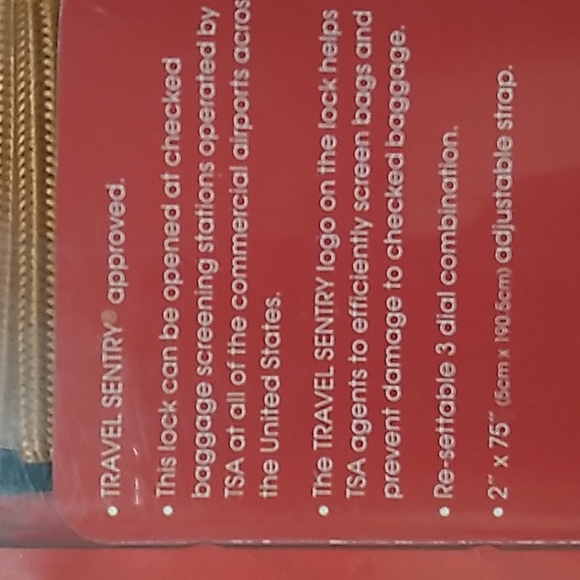 • TRAVEL SENTRY® approved.
• This lock can be opened at checked
baggage screening stations operated by
TSA at all of the commercial airports acros
the United States.
• The TRAVEL SENTRY logo on the lock helps
TSA agents to efficiently screen bags and
prevent damage to checked baggage.
• Re-settable 3 dial combination.
• 2″ x 75″ (5cm x 190.5cm) adjustable strap.